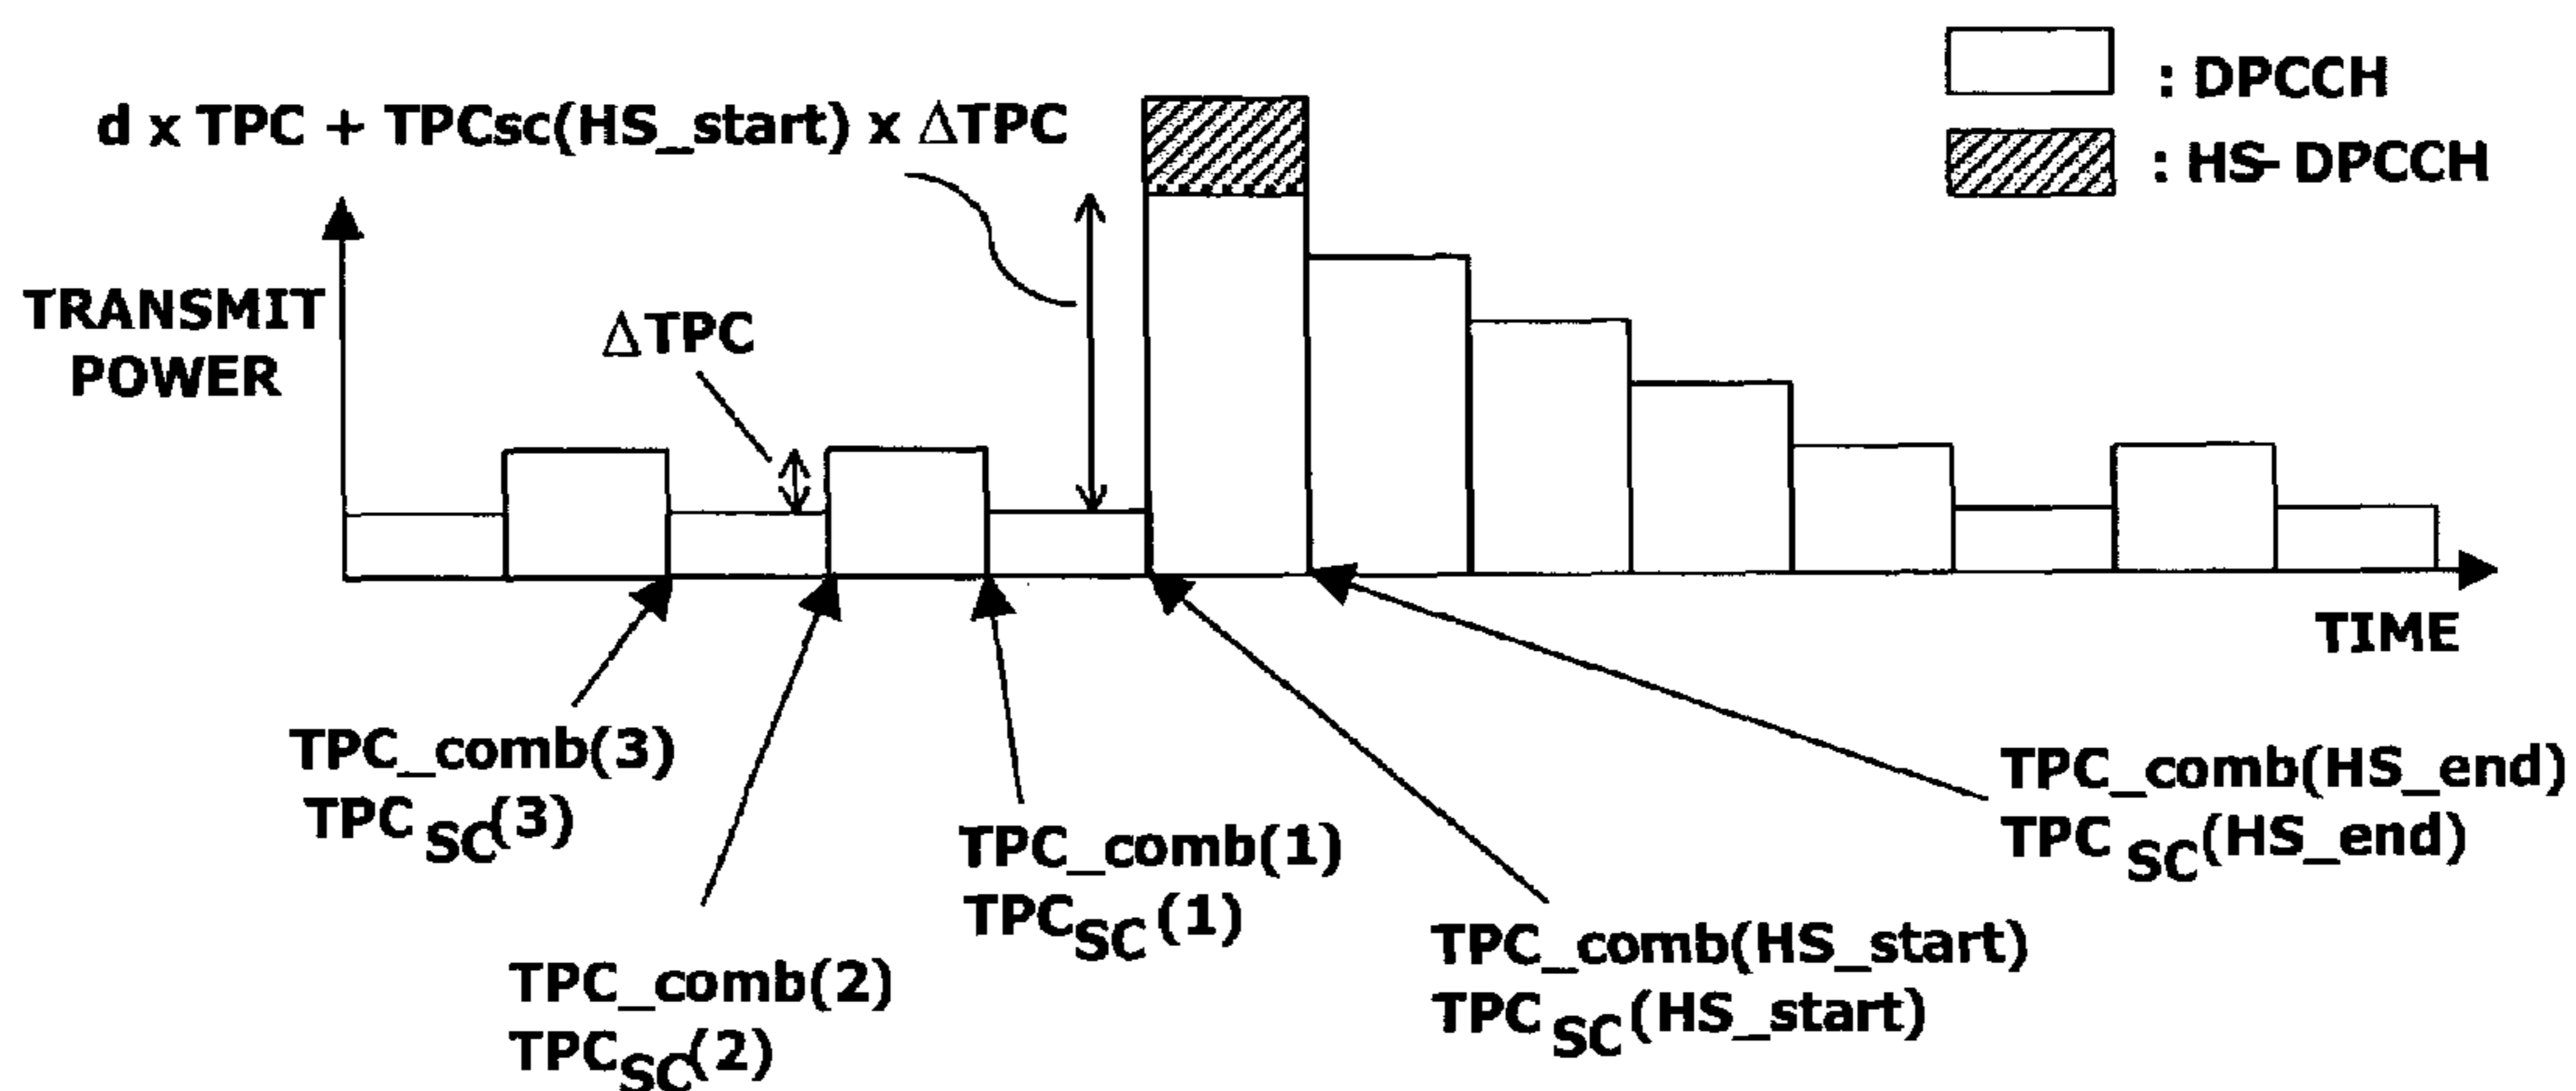 : DPCCH
: HS-DPCCH
d x TPC + TPCsc(HS_start) x ΔTPC
TRANSMIT
POWER
ΔTPC
TIME
TPC_comb(3)
TPCSC(3)
TPC_comb(2)
TPCSC(2)
TPC_comb(1)
TPCSC(1)
TPC_comb(HS_start)
TPCSC(HS_start)
TPC_comb(HS_end)
TPCSC(HS_end)